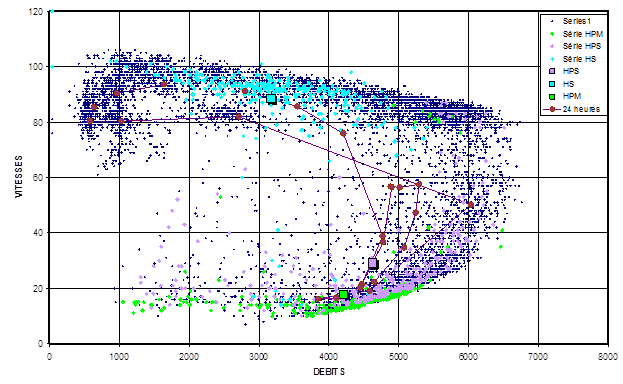 120
100
80
60
40
20
0
VITESSES
0 1000 2000 3000 4000 5000 6000 7000 8000
DEBITS
Series1
Série HPM
Série HPS
Série HS
HPS
HS
HPM
24 heures